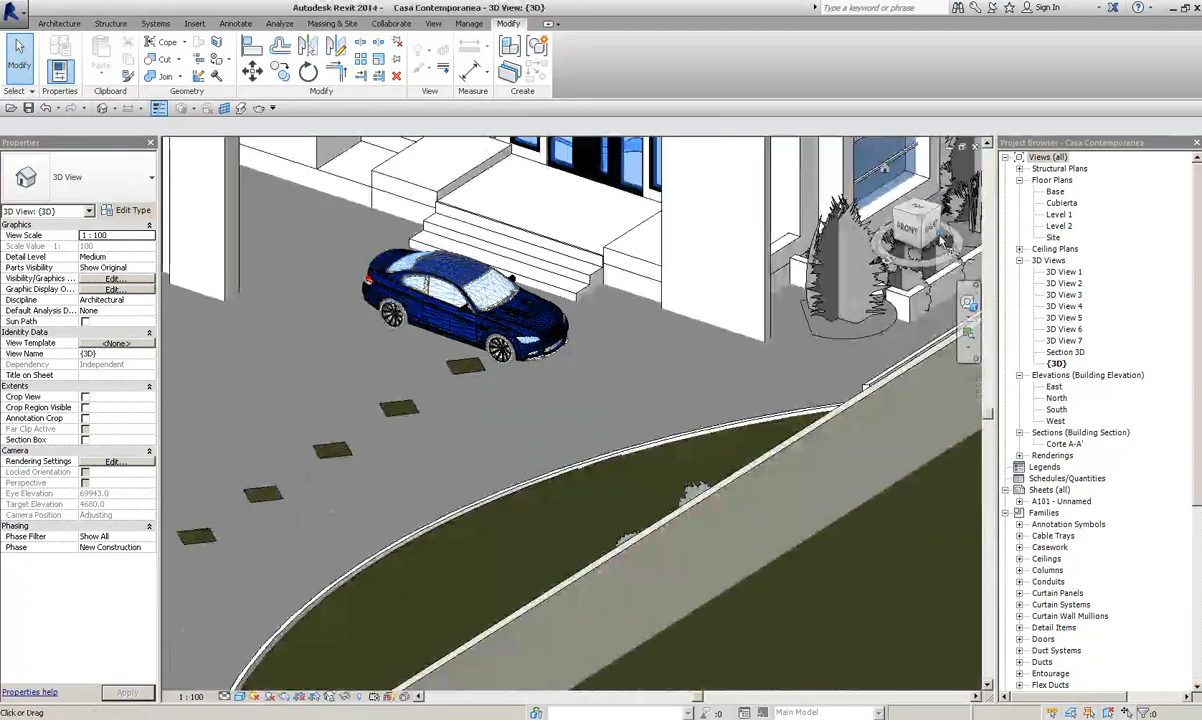 Autodesk Revit 2014 - Casa Contemporanea - 3D View: {3D}
Type a keyword or phrase
Sign In
Architecture Structure Systems Insert Annotate Analyze Massing & Site Collaborate View Manage Modify
Modify
Properties
Paste
Cope
Cut
Join
Select Properties Clipboard Geometry Modify View Measure Create
Properties
3D View
3D View: {3D} Edit Type
Graphics
View Scale 1 : 100
Scale Value 1: 100
Detail Level Medium
Parts Visibility Show Original
Visibility/Graphics ... Edit...
Graphic Display O... Edit...
Discipline Architectural
Default Analysis D... None
Sun Path
Identity Data
View Template <None>
View Name {3D}
Dependency Independent
Title on Sheet
Extents
Crop View
Crop Region Visible
Annotation Crop
Far Clip Active
Section Box
Camera
Rendering Settings Edit...
Locked Orientation
Perspective
Eye Elevation 69943.0
Target Elevation 4680.0
Camera Position Adjusting
Phasing
Phase Filter Show All
Phase New Construction
Properties help Apply
FRONT
1 : 100
Click or Drag
:0
Main Model
:0
Project Browser - Casa Contemporanea
Views (all)
Structural Plans
Floor Plans
Base
Cubierta
Level 1
Level 2
Site
Ceiling Plans
3D Views
3D View 1
3D View 2
3D View 3
3D View 4
3D View 5
3D View 6
3D View 7
Section 3D
{3D}
Elevations (Building Elevation)
East
North
South
West
Sections (Building Section)
Corte A-A'
Renderings
Legends
Schedules/Quantities
Sheets (all)
A101 - Unnamed
Families
Annotation Symbols
Cable Trays
Casework
Ceilings
Columns
Conduits
Curtain Panels
Curtain Systems
Curtain Wall Mullions
Detail Items
Doors
Duct Systems
Ducts
Entourage
Flex Ducts